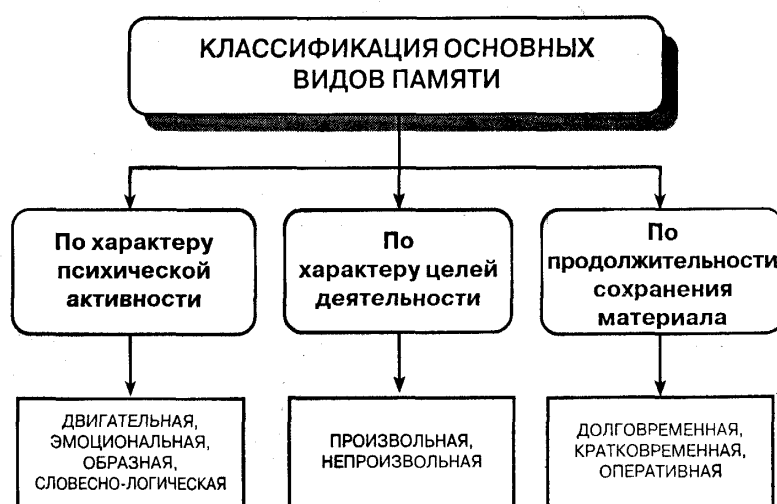 КЛАССИФИКАЦИЯ ОСНОВНЫХ
ВИДОВ ПАМЯТИ
По характеру
психической
активности
По
характеру целей
деятельности
По
продолжительности
сохранения
материала
ДВИГАТЕЛЬНАЯ,
ЭМОЦИОНАЛЬНАЯ,
ОБРАЗНАЯ,
СЛОВЕСНО-ЛОГИЧЕСКАЯ
ПРОИЗВОЛЬНАЯ,
НЕПРОИЗВОЛЬНАЯ
ДОЛГОВРЕМЕННАЯ,
КРАТКОВРЕМЕННАЯ,
ОПЕРАТИВНАЯ